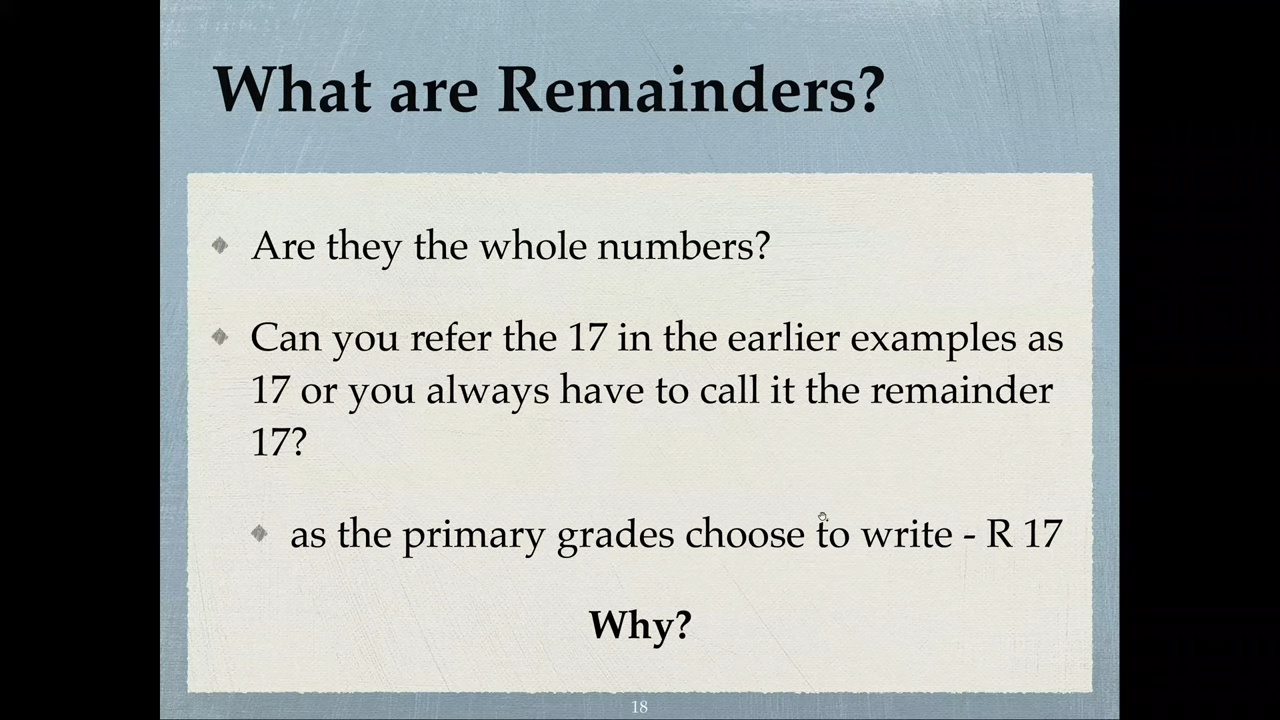 What are Remainders?
Are they the whole numbers?
Can you refer the 17 in the earlier examples as
17 or you always have to call it the remainder
17?
as the primary grades choose to write - R 17
Why?
18